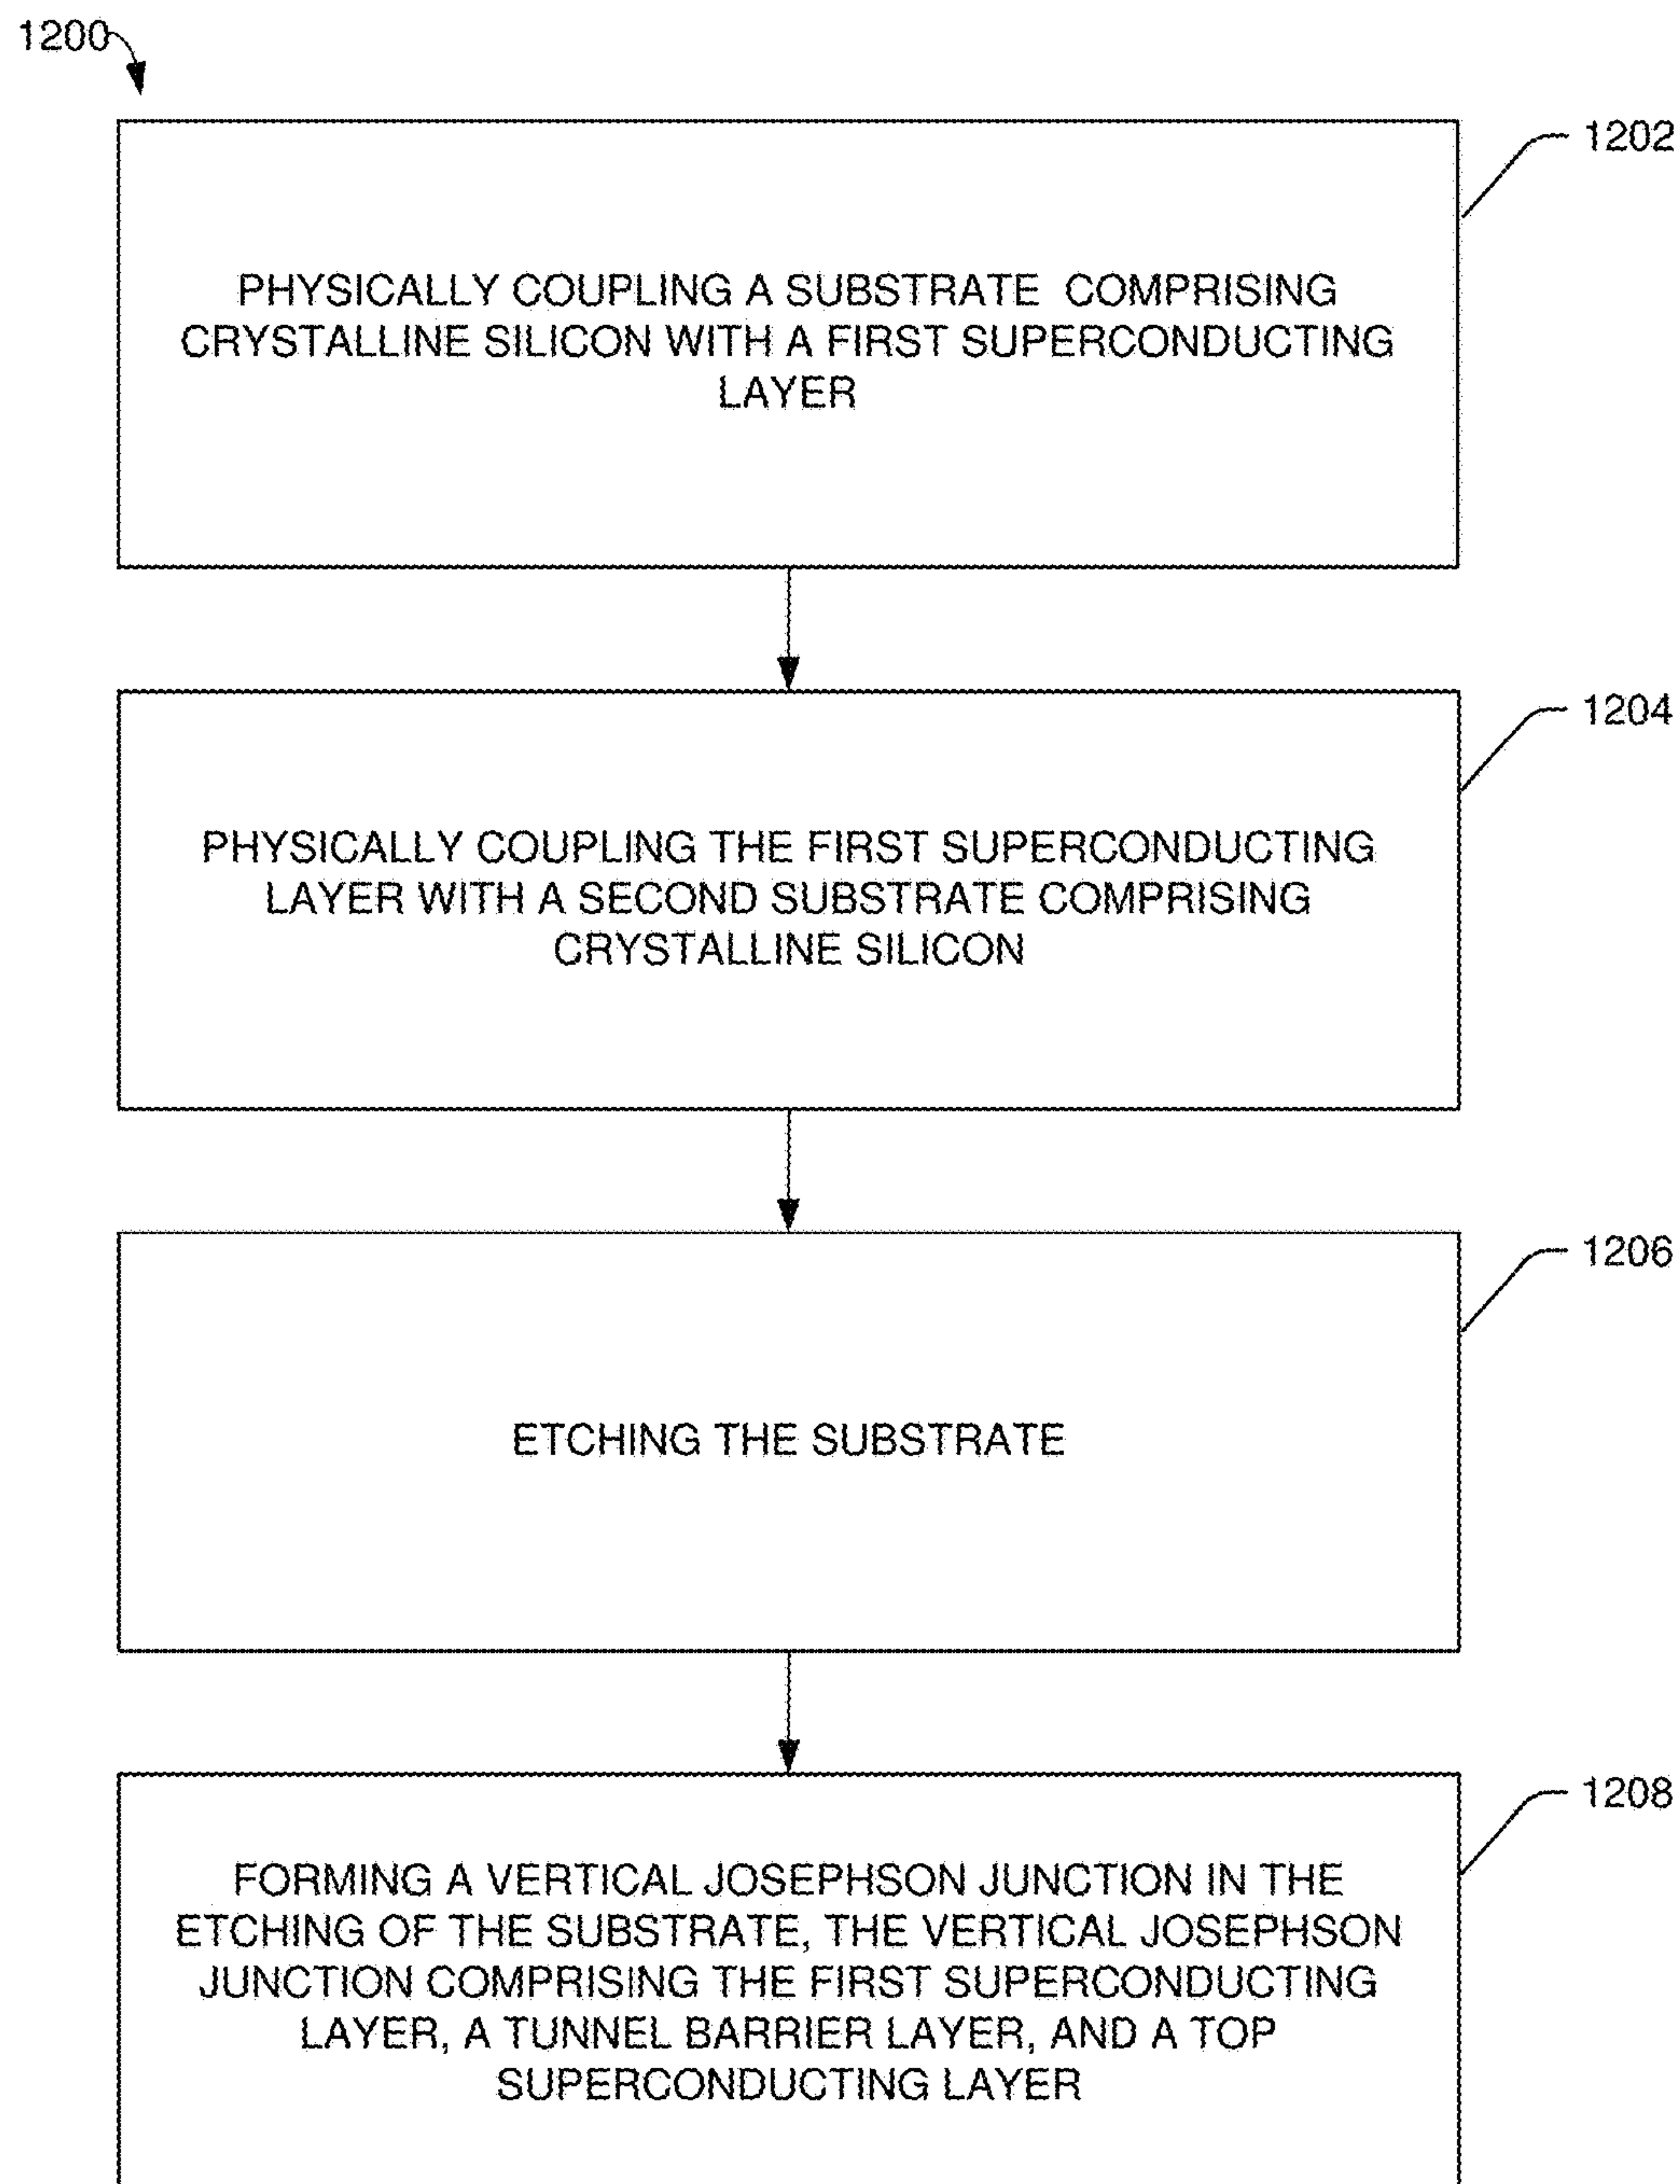 1200
1202
PHYSICALLY COUPLING A SUBSTRATE COMPRISING
CRYSTALLINE SILICON WITH A FIRST SUPERCONDUCTING
LAYER
1204
PHYSICALLY COUPLING THE FIRST SUPERCONDUCTING
LAYER WITH A SECOND SUBSTRATE COMPRISING
CRYSTALLINE SILICON
1206
ETCHING THE SUBSTRATE
1208
FORMING A VERTICAL JOSEPHSON JUNCTION IN THE
ETCHING OF THE SUBSTRATE, THE VERTICAL JOSEPHSON
JUNCTION COMPRISING THE FIRST SUPERCONDUCTING
LAYER, A TUNNEL BARRIER LAYER, AND A TOP
SUPERCONDUCTING LAYER